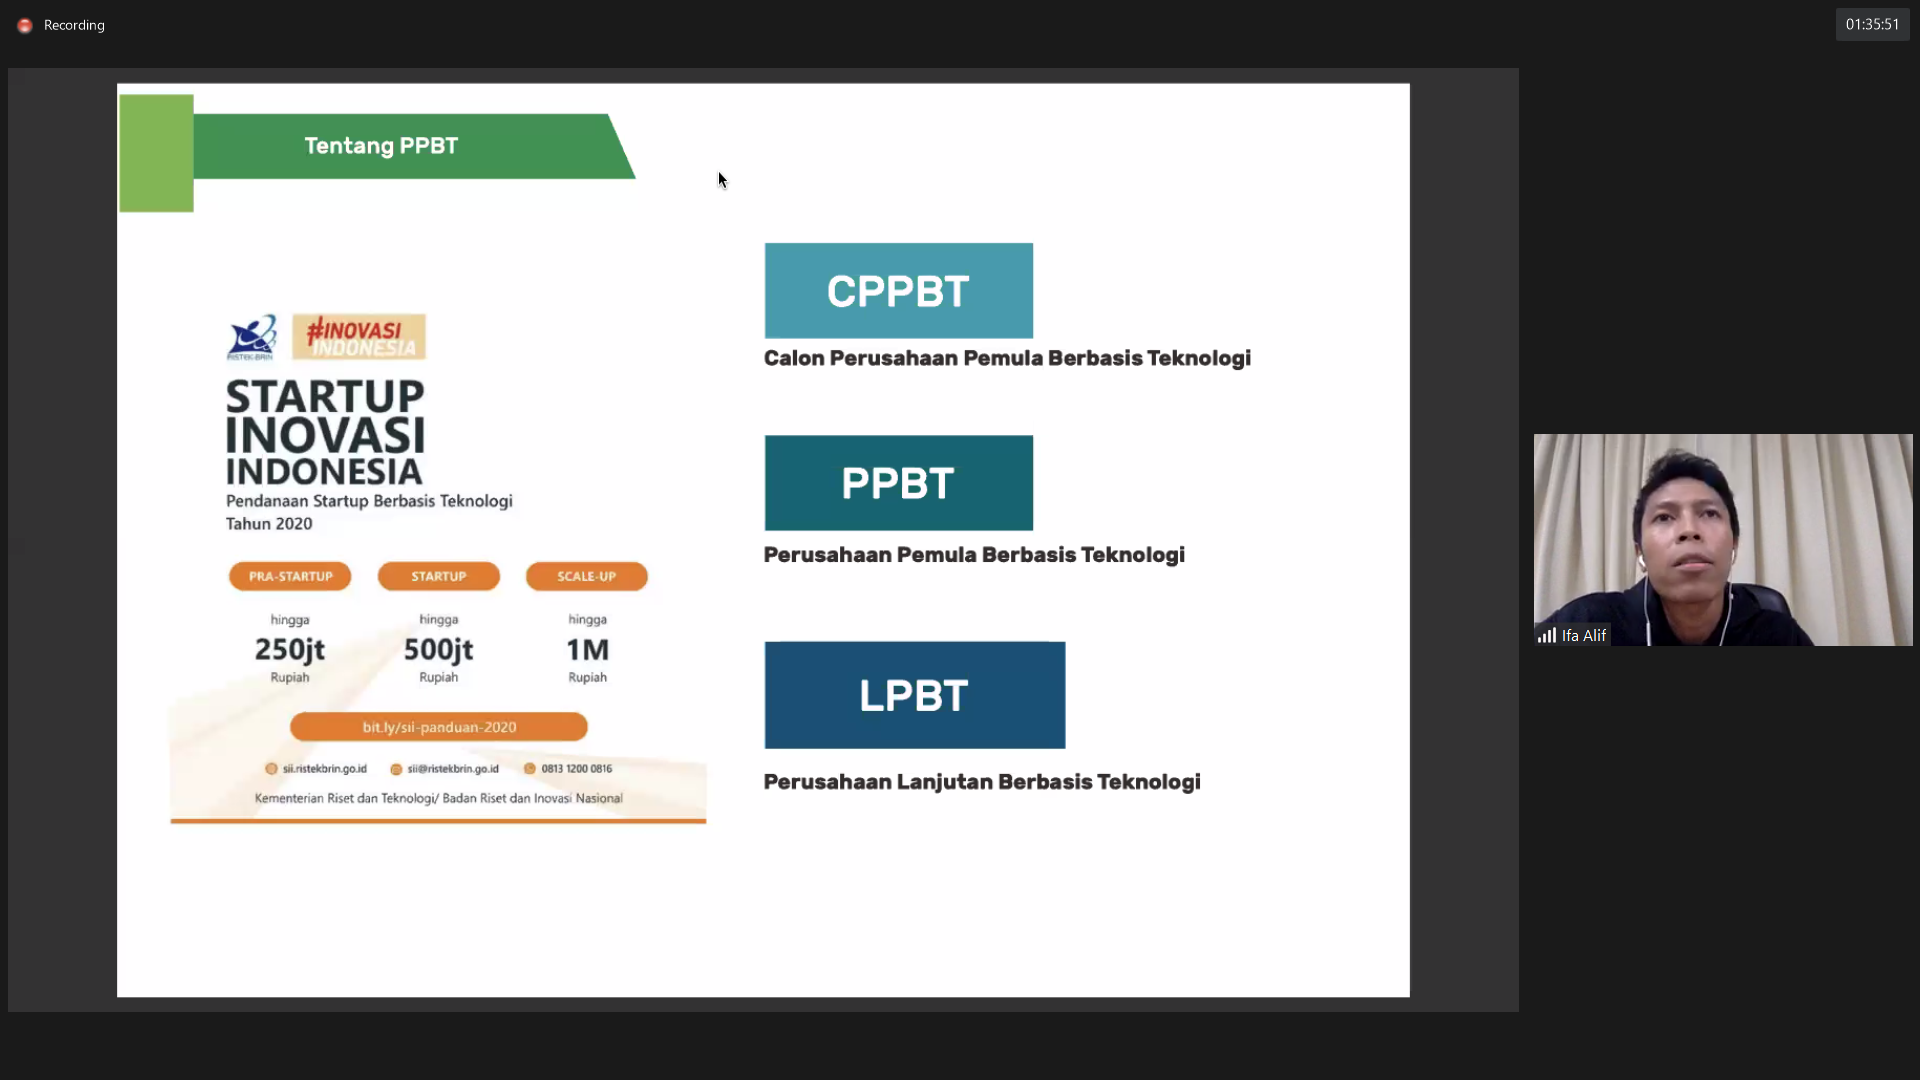 Recording
01:35:51
Tentang PPBT
RISTEK-BRIN
#INOVASI
INDONESIA
STARTUP
INOVASI
INDONESIA
Pendanaan Startup Berbasis Teknologi
Tahun 2020
PRA-STARTUP
hingga
250jt
Rupiah
STARTUP
hingga
500jt
Rupiah
SCALE-UP
hingga
1M
Rupiah
bit.ly/sii-panduan-2020
sii.ristekbrin.go.id sii@ristekbrin.go.id 0813 1200 0816
Kementerian Riset dan Teknologi/ Badan Riset dan Inovasi Nasional
CPPBT
Calon Perusahaan Pemula Berbasis Teknologi
PPBT
Perusahaan Pemula Berbasis Teknologi
LPBT
Perusahaan Lanjutan Berbasis Teknologi
Ifa Alif